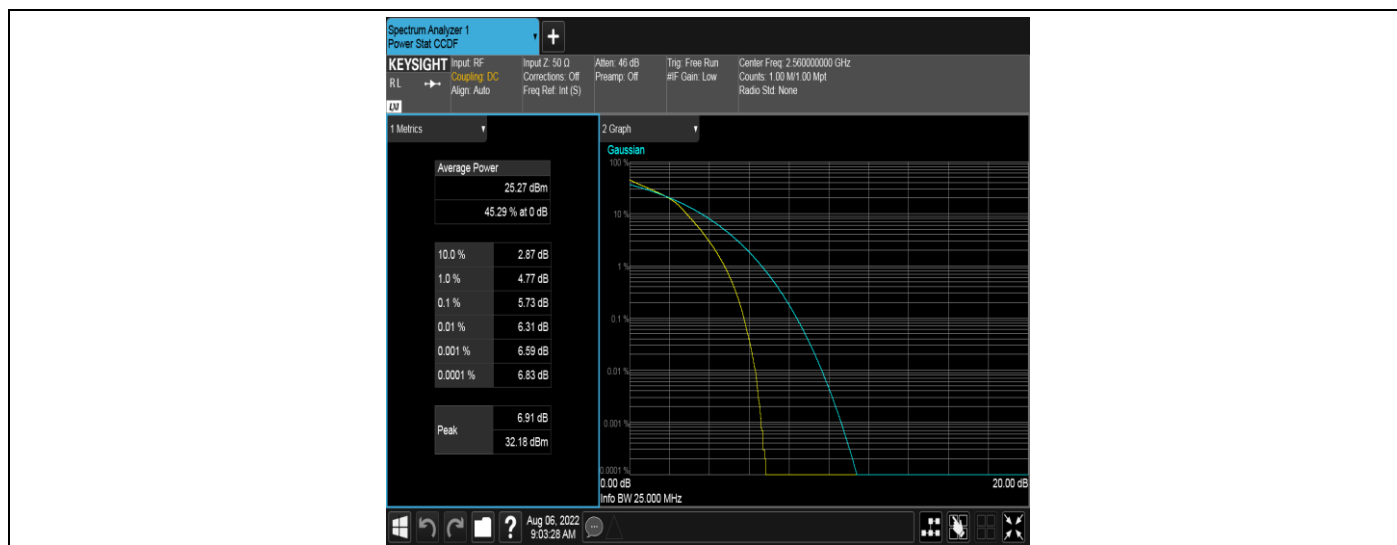 Spectrum Analyzer 1
Power Stat CCDF
+
KEYSIGHT
RL
LXI
Input: RF
Coupling: DC
Align: Auto
Input Z: 50 Ω
Corrections: Off
Freq Ref: Int (S)
Atten: 46 dB
Preamp: Off
Trig: Free Run
#IF Gain: Low
Center Freq: 2.560000000 GHz
Counts: 1.00 M/1.00 Mpt
Radio Std: None
1 Metrics
Average Power
25.27 dBm
45.29 % at 0 dB
10.0 % 2.87 dB
1.0 % 4.77 dB
0.1 % 5.73 dB
0.01 % 6.31 dB
0.001 % 6.59 dB
0.0001 % 6.83 dB
Peak
6.91 dB
32.18 dBm
2 Graph
Gaussian
100 %
10 %
1 %
0.1 %
0.01 %
0.001 %
0.0001 %
0.00 dB 20.00 dB
Info BW 25.000 MHz
?
Aug 06, 2022
9:03:28 AM